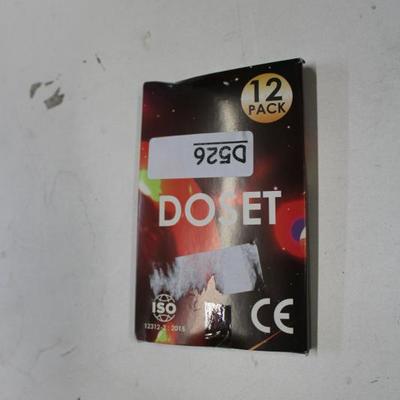 12
PACK
D526
DOSET
ISO
12312-2 : 2015
CE